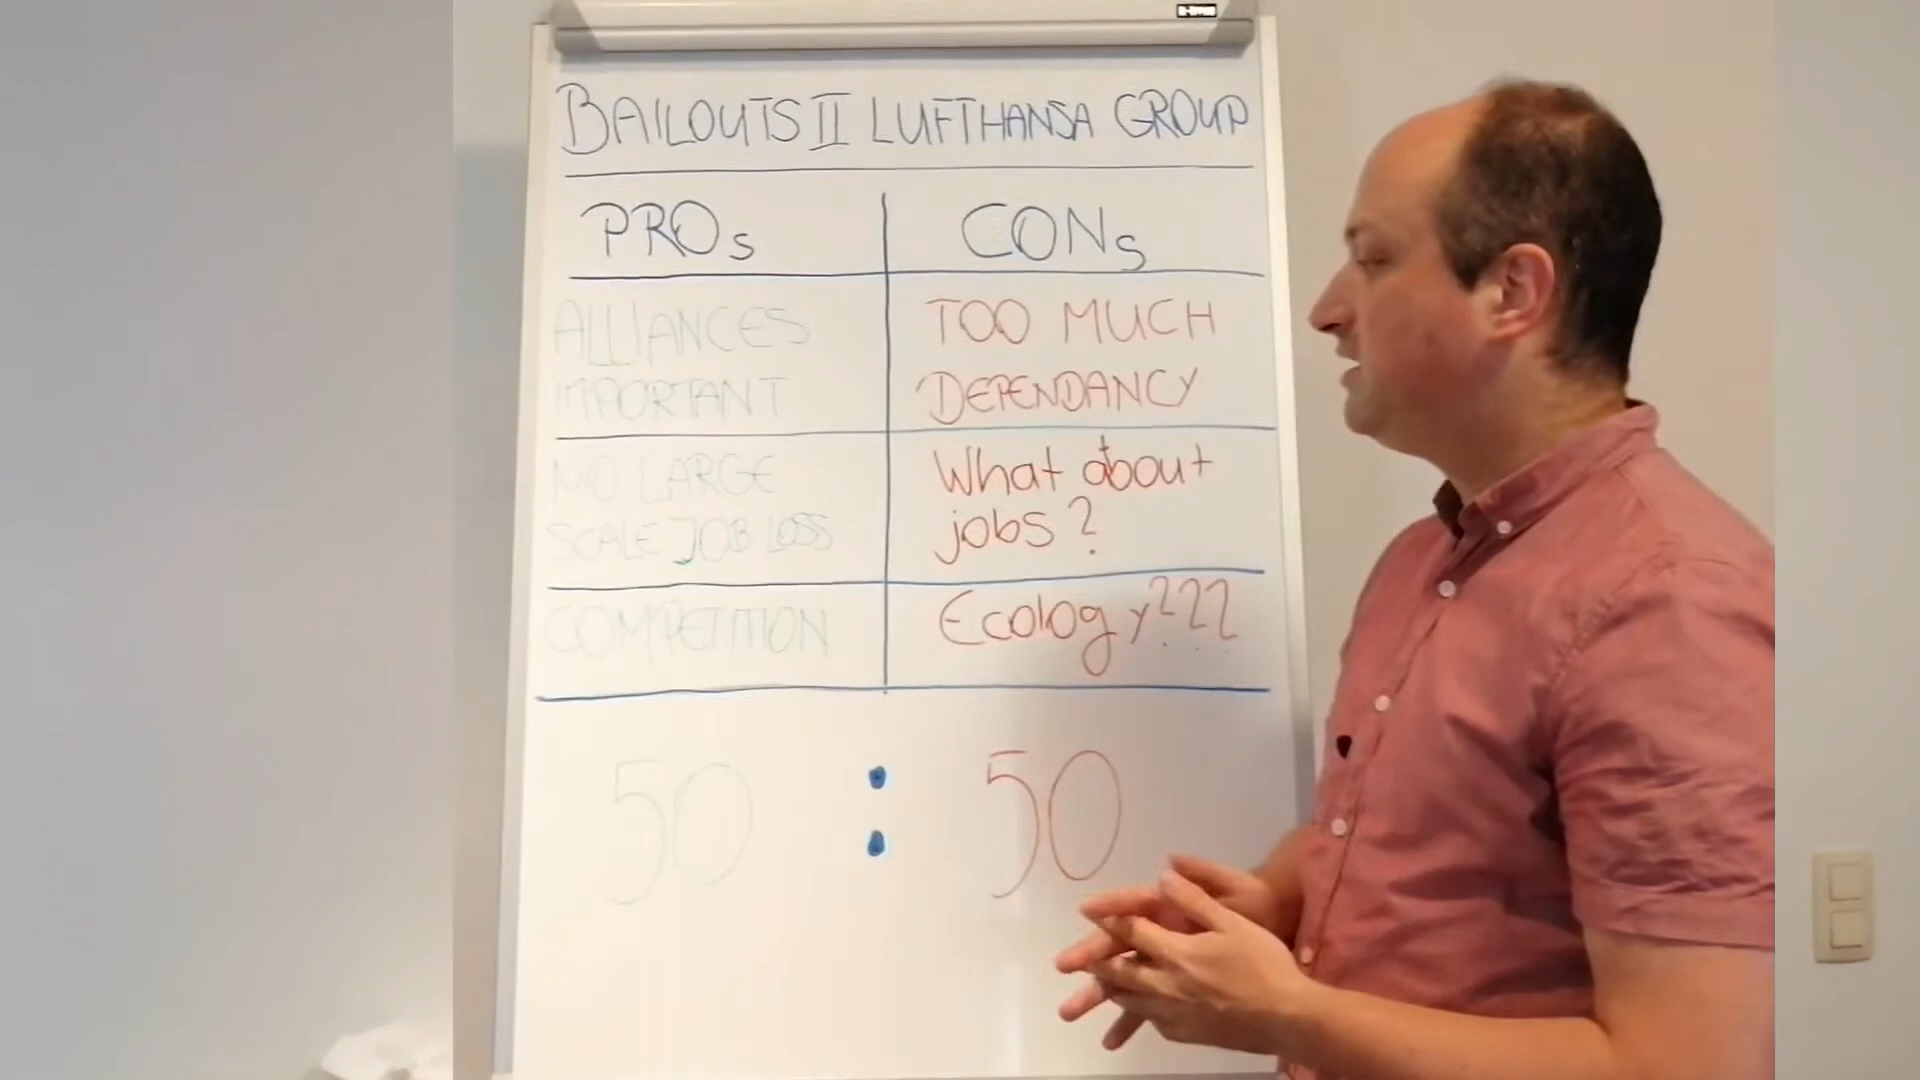 BAILOUTS II LUFTHANSA GROUP
PROs
CONs
ALLIANCES
IMPORTANT
TOO MUCH
DEPENDANCY
NO LARGE
SCALE JOB LOSS
What about
jobs?
COMPETITION
Ecology???
50 : 50